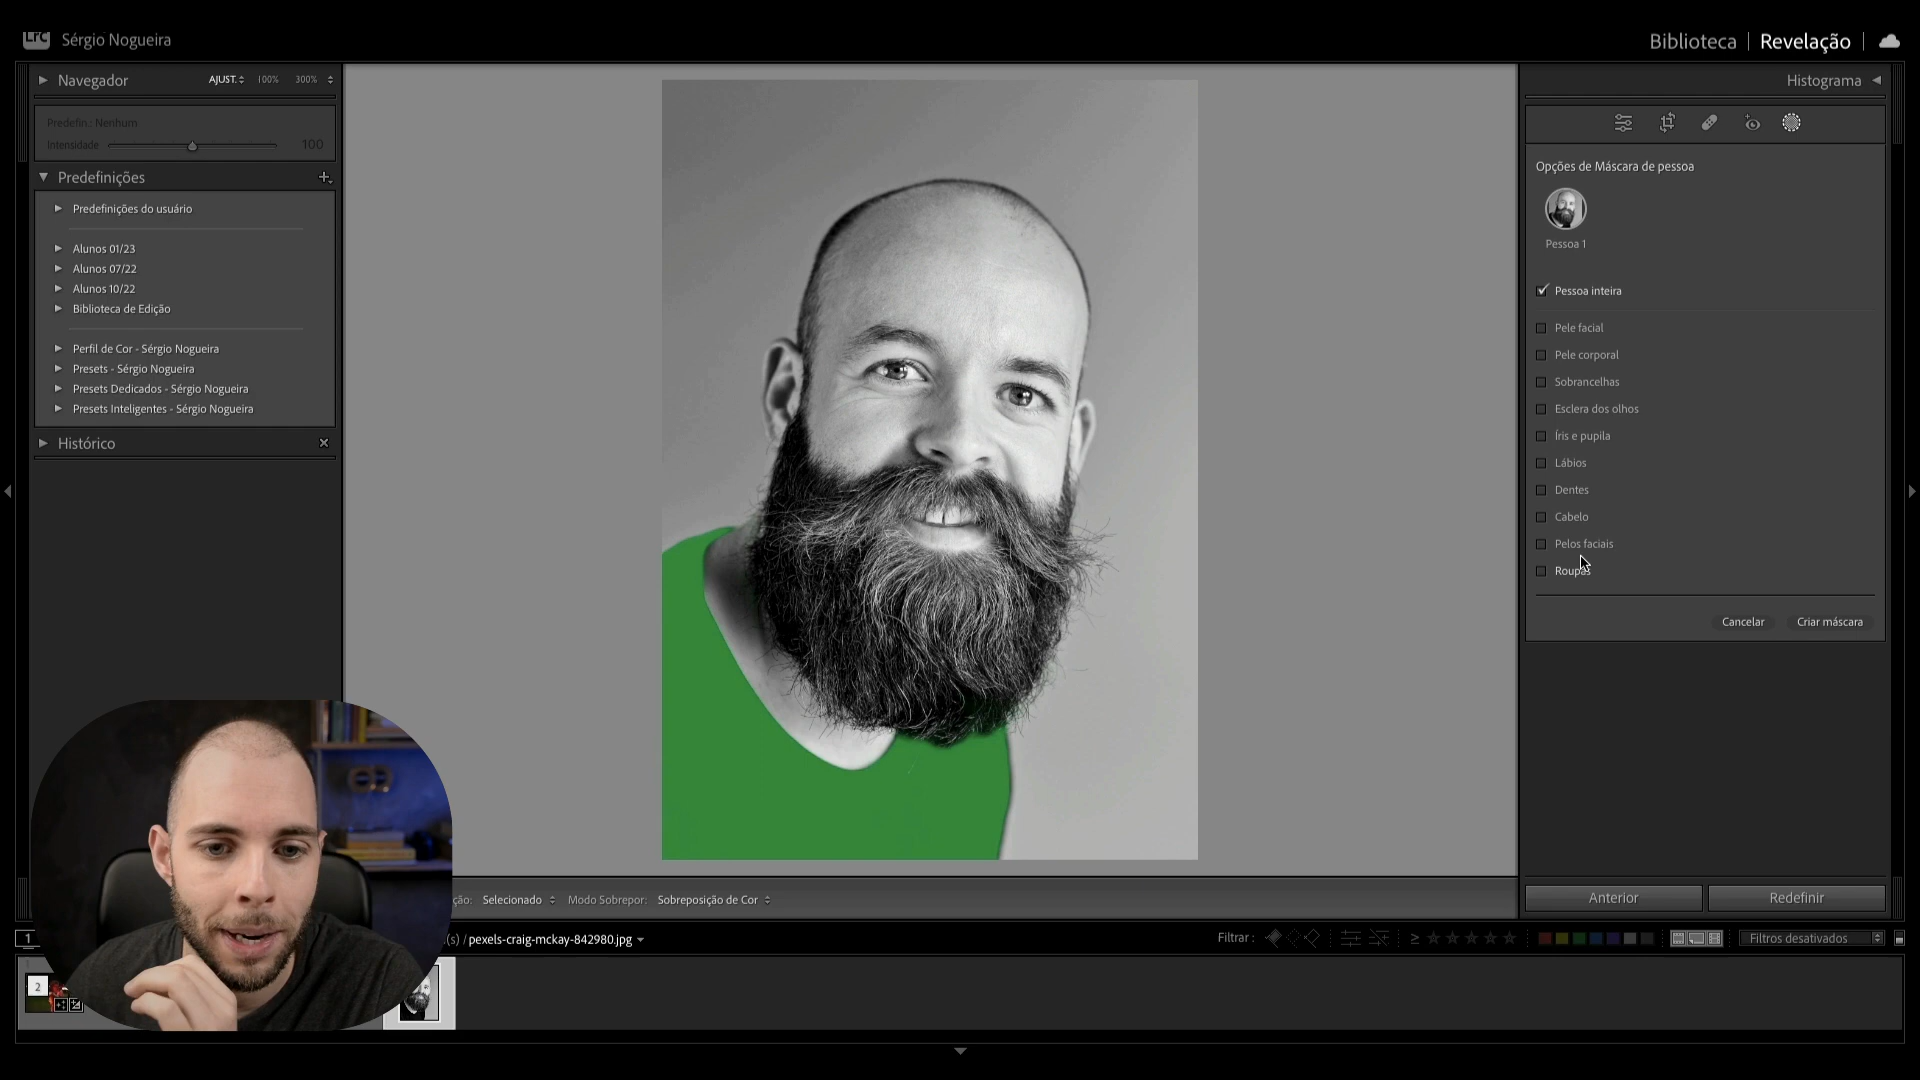 LrC Sérgio Nogueira
Biblioteca | Revelação |
Navegador AJUST. 100% 300%
Histograma
Predefin.: Nenhum
Intensidade 100
Predefinições
Predefinições do usuário
Alunos 01/23
Alunos 07/22
Alunos 10/22
Biblioteca de Edição
Perfil de Cor - Sérgio Nogueira
Presets - Sérgio Nogueira
Presets Dedicados - Sérgio Nogueira
Presets Inteligentes - Sérgio Nogueira
Histórico
Opções de Máscara de pessoa
Pessoa 1
Pessoa inteira
Pele facial
Pele corporal
Sobrancelhas
Esclera dos olhos
Íris e pupila
Lábios
Dentes
Cabelo
Pelos faciais
Roupas
Cancelar Criar máscara
ção: Selecionado Modo Sobrepor: Sobreposição de Cor
Anterior Redefinir
1 (s) / pexels-craig-mckay-842980.jpg
Filtrar : ≥ Filtros desativados
2